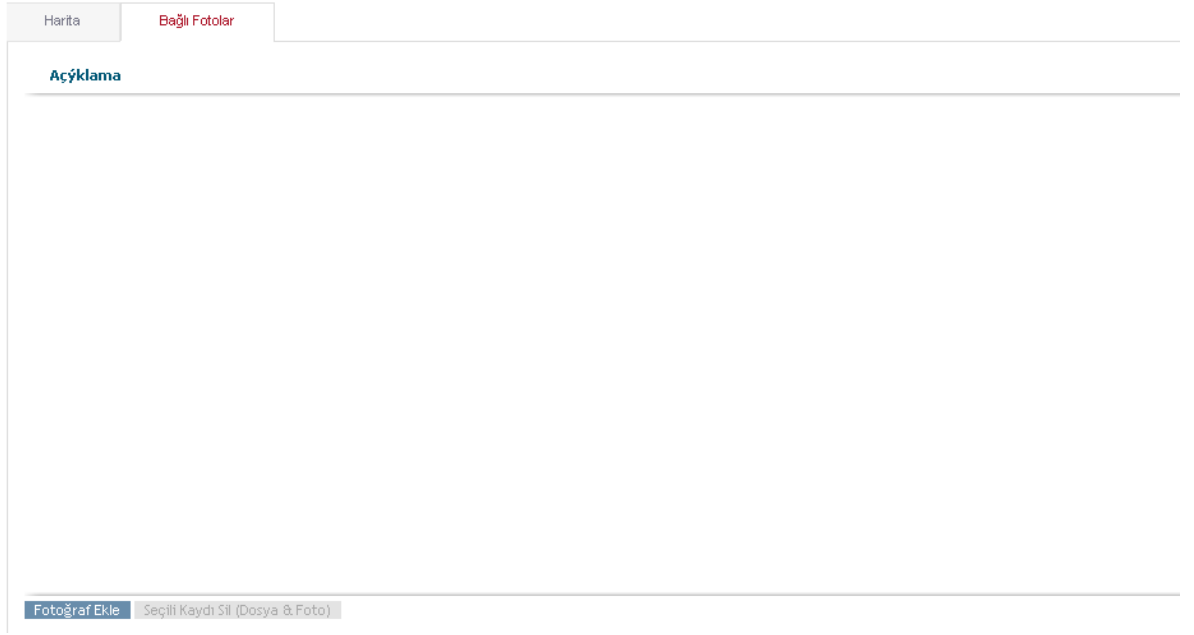 Harita Bağlı Fotolar
Açýklama
Fotoğraf Ekle Seçili Kaydı Sil (Dosya & Foto)